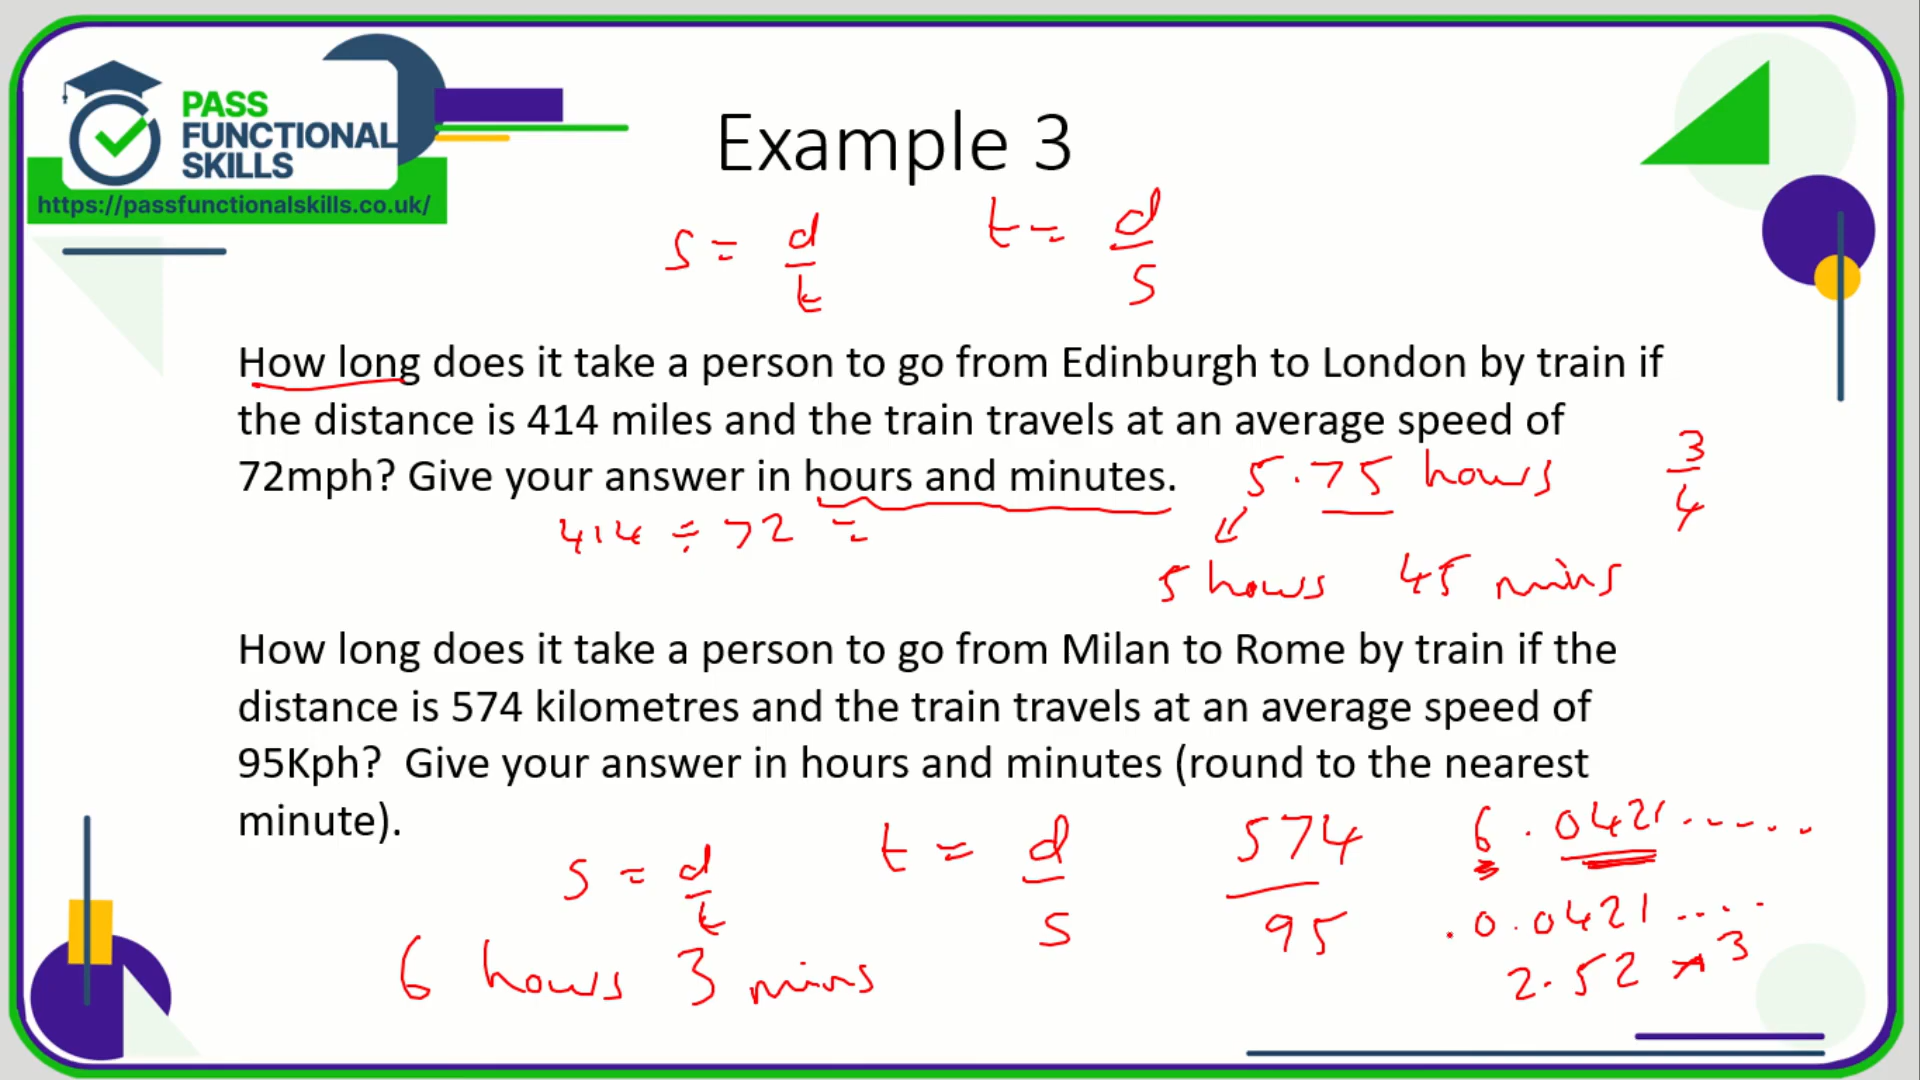 PASS
FUNCTIONAL
SKILLS
https://passfunctionalskills.co.uk/
Example 3
s = d/t t = d/s
How long does it take a person to go from Edinburgh to London by train if
the distance is 414 miles and the train travels at an average speed of
72mph? Give your answer in hours and minutes.
5.75 hours 3/4
414 ÷ 72 =
5 hours 45 mins
How long does it take a person to go from Milan to Rome by train if the
distance is 574 kilometres and the train travels at an average speed of
95Kph? Give your answer in hours and minutes (round to the nearest
minute).
s = d/t t = d/s 574/95 6.0421.....
.0.0421....
2.52 → 3
6 hours 3 mins